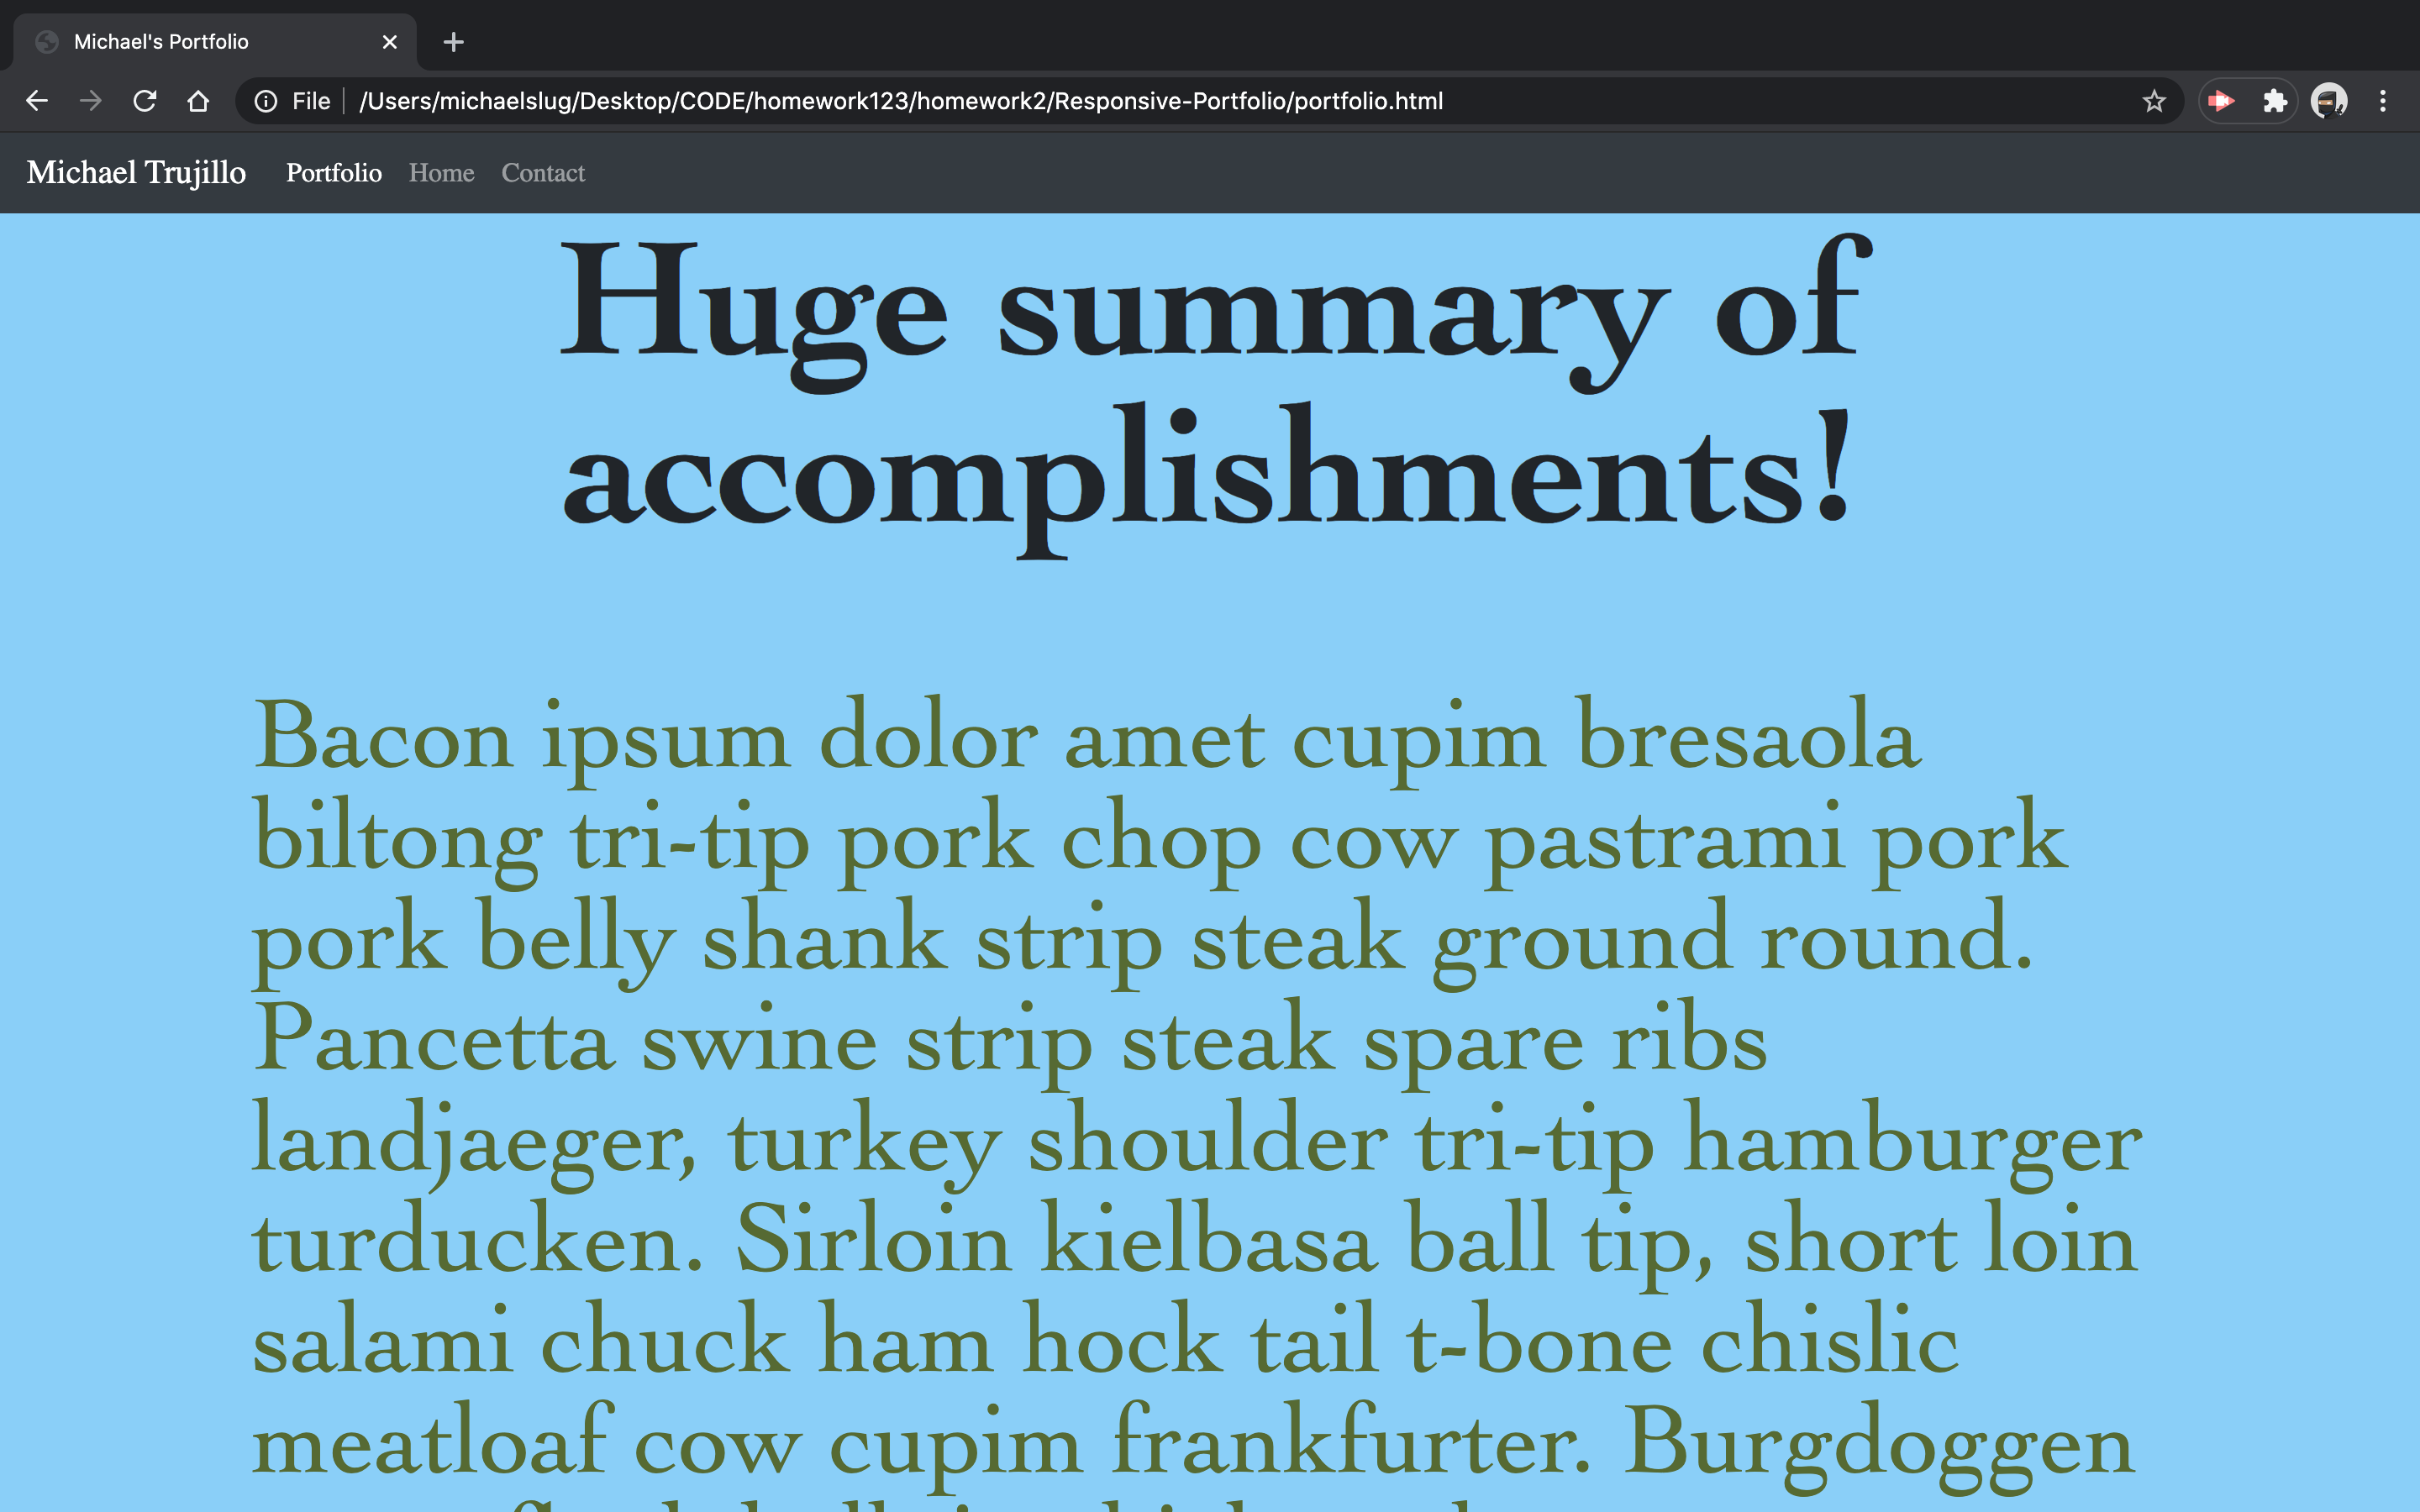 Michael's Portfolio
File /Users/michaelslug/Desktop/CODE/homework123/homework2/Responsive-Portfolio/portfolio.html
Michael Trujillo Portfolio Home Contact
Huge summary of
accomplishments!
Bacon ipsum dolor amet cupim bresaola
biltong tri-tip pork chop cow pastrami pork
pork belly shank strip steak ground round.
Pancetta swine strip steak spare ribs
landjaeger, turkey shoulder tri-tip hamburger
turducken. Sirloin kielbasa ball tip, short loin
salami chuck ham hock tail t-bone chislic
meatloaf cow cupim frankfurter. Burgdoggen